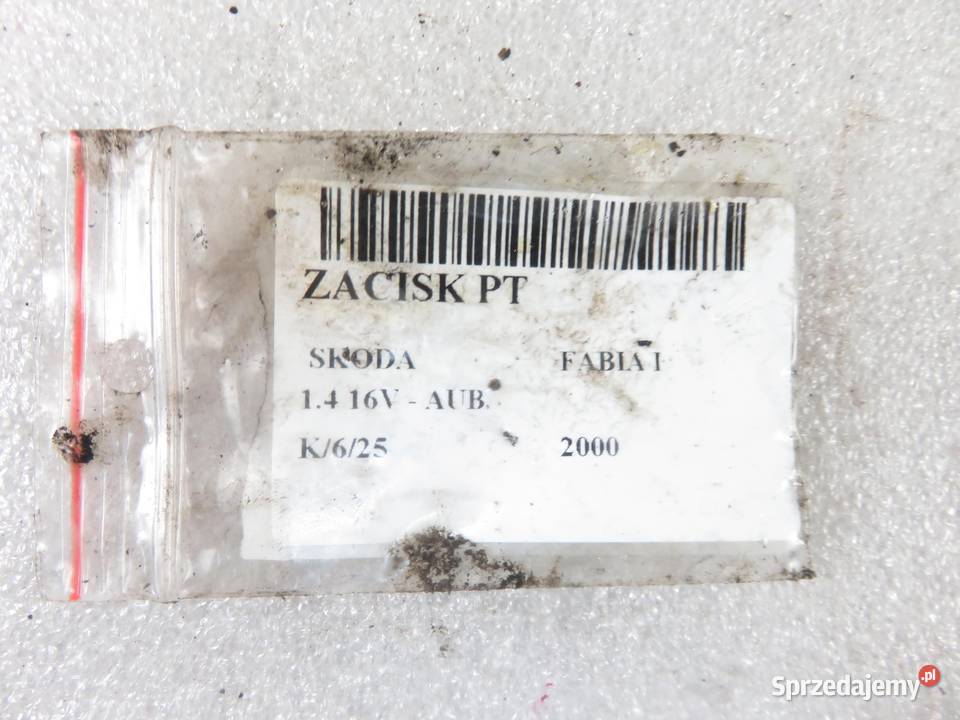 ZACISK PT
SKODA FABIA I
1.4 16V - AUB
K/6/25 2000
Sprzedajemy.pl